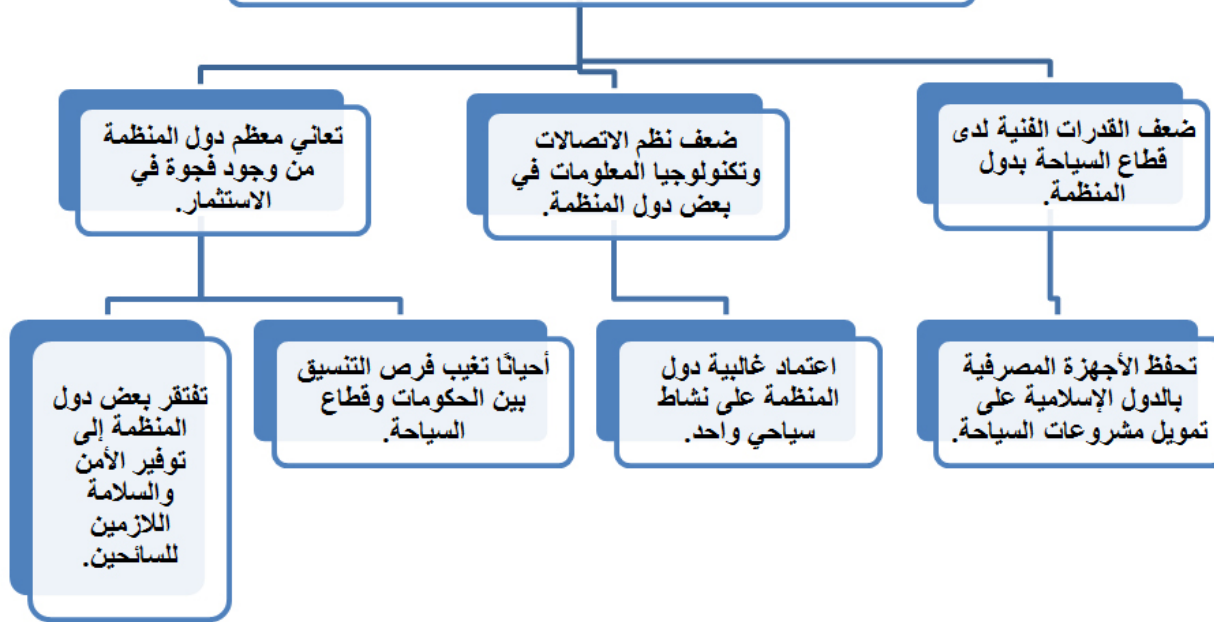 ضعف القدرات الفنية لدى
قطاع السياحة بدول
المنظمة.
ضعف نظم الاتصالات
وتكنولوجيا المعلومات في
بعض دول المنظمة.
تعاني معظم دول المنظمة
من وجود فجوة في
الاستثمار.
تحفظ الأجهزة المصرفية
بالدول الإسلامية على
تمويل مشروعات السياحة.
اعتماد غالبية دول
المنظمة على نشاط
سياحي واحد.
أحيانًا تغيب فرص التنسيق
بين الحكومات وقطاع
السياحة.
تفتقر بعض دول
المنظمة إلى
توفير الأمن
والسلامة
اللازمين
للسائحين.